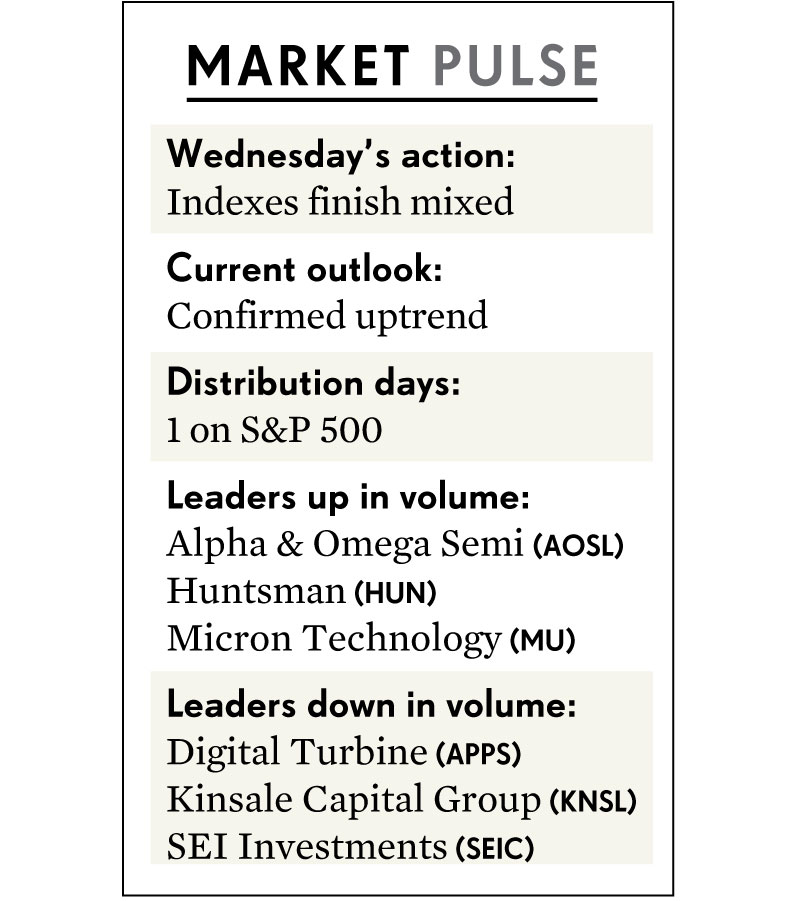 MARKET PULSE
Wednesday’s action:
Indexes finish mixed
Current outlook:
Confirmed uptrend
Distribution days:
1 on S&P 500
Leaders up in volume:
Alpha & Omega Semi (AOSL)
Huntsman (HUN)
Micron Technology (MU)
Leaders down in volume:
Digital Turbine (APPS)
Kinsale Capital Group (KNSL)
SEI Investments (SEIC)